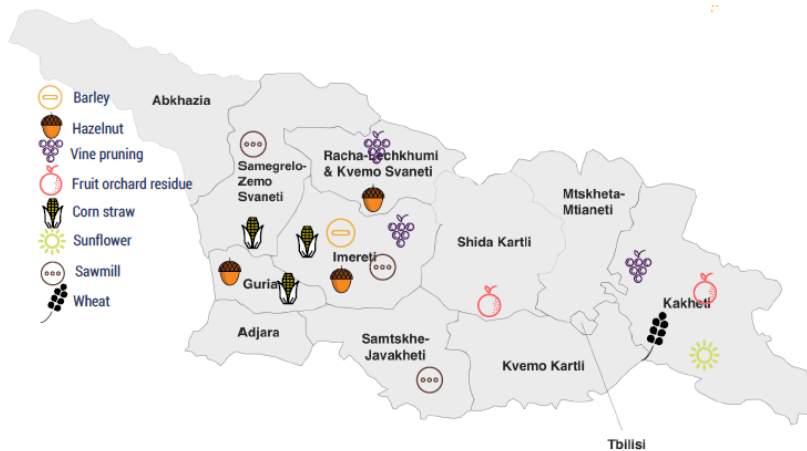 Abkhazia
Barley
Hazelnut
Vine pruning
Fruit orchard residue
Corn straw
Sunflower
Sawmill
Wheat
Samegrelo-
Zemo
Svaneti
Racha-Lechkhumi
& Kvemo Svaneti
Mtskheta-
Mtianeti
Shida Kartli
Imereti
Guria
Kakheti
Adjara
Samtskhe-
Javakheti
Kvemo Kartli
Tbilisi